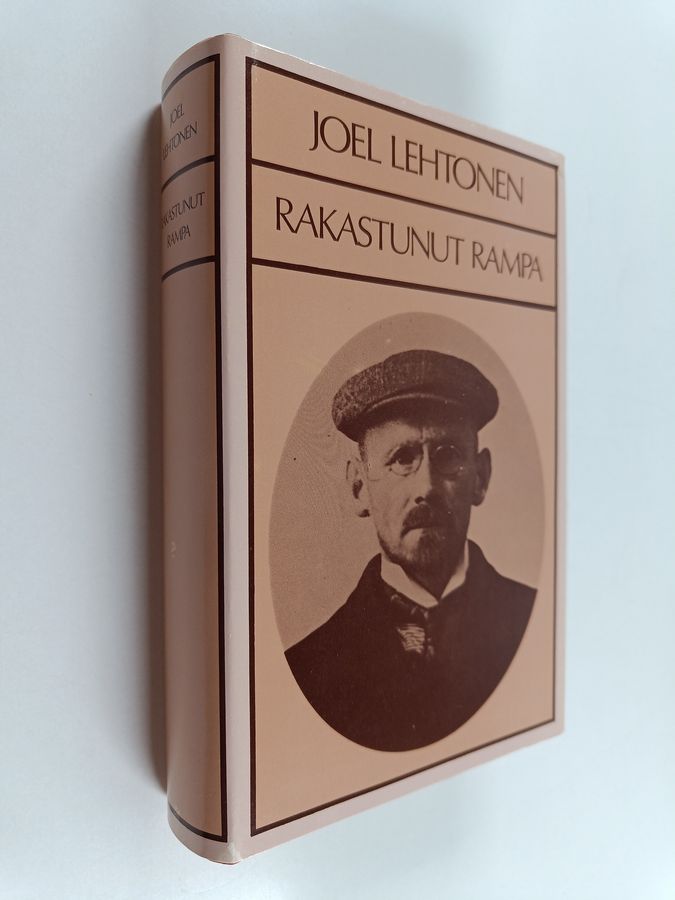 JOEL
LEHTONEN
RAKASTUNUT
RAMPA
JOEL LEHTONEN
RAKASTUNUT RAMPA